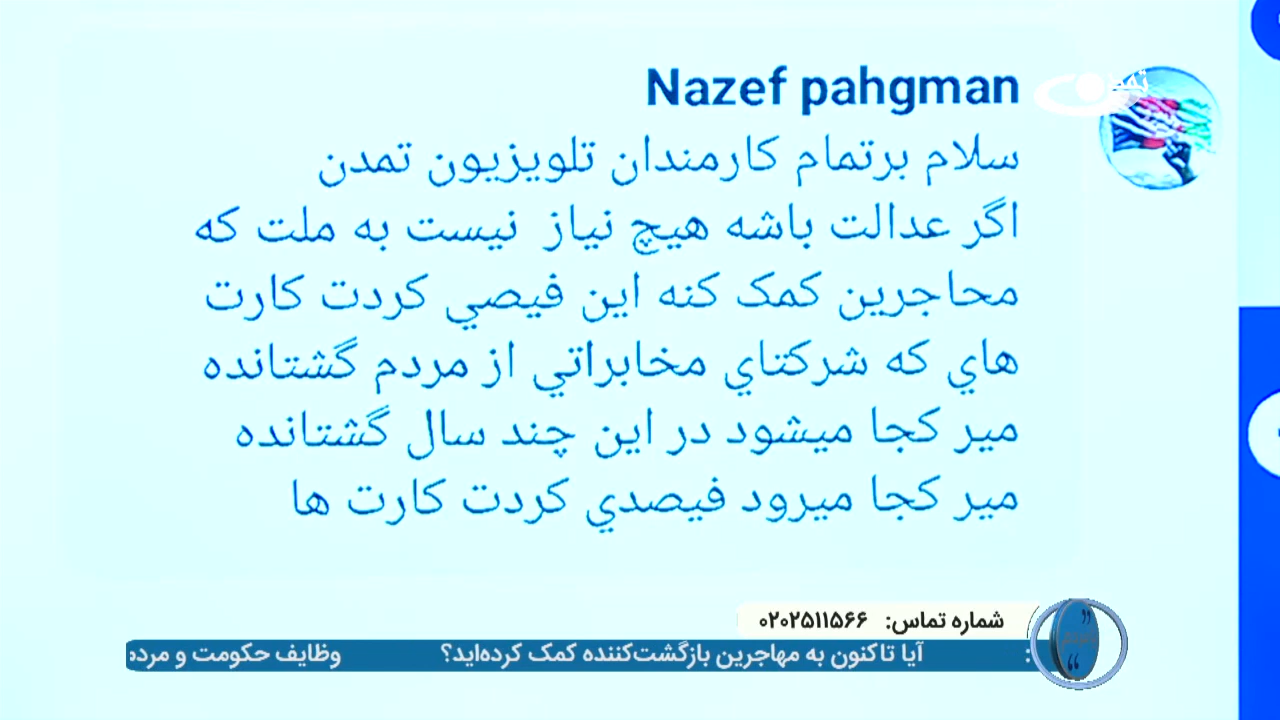 Nazef pahgman
سلام برتمام کارمندان تلویزیون تمدن
اگر عدالت باشه هیچ نیاز نیست به ملت که
محاجرین کمک کنه این فیصي کردت کارت
هاي که شرکتاي مخابراتي از مردم گشتانده
میر کجا میشود در این چند سال گشتانده
میر کجا میرود فیصدي کردت کارت ها
شماره تماس: ۰۲۰۲۵۱۱۵۶۶
: آیا تاکنون به مهاجرین بازگشت‌کننده کمک کرده‌اید؟ وظایف حکومت و مردم